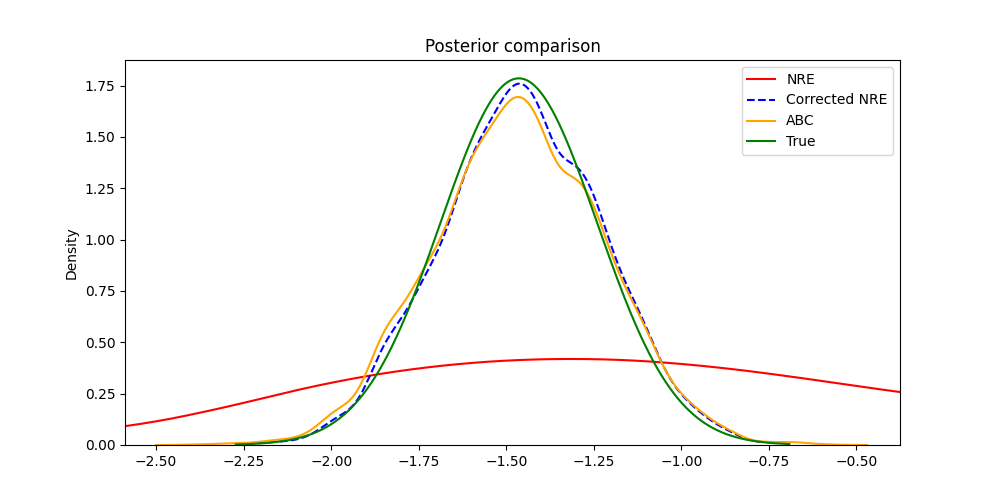 Posterior comparison
NRE
Corrected NRE
ABC
True
Density
1.75
1.50
1.25
1.00
0.75
0.50
0.25
0.00
−2.50 −2.25 −2.00 −1.75 −1.50 −1.25 −1.00 −0.75 −0.50